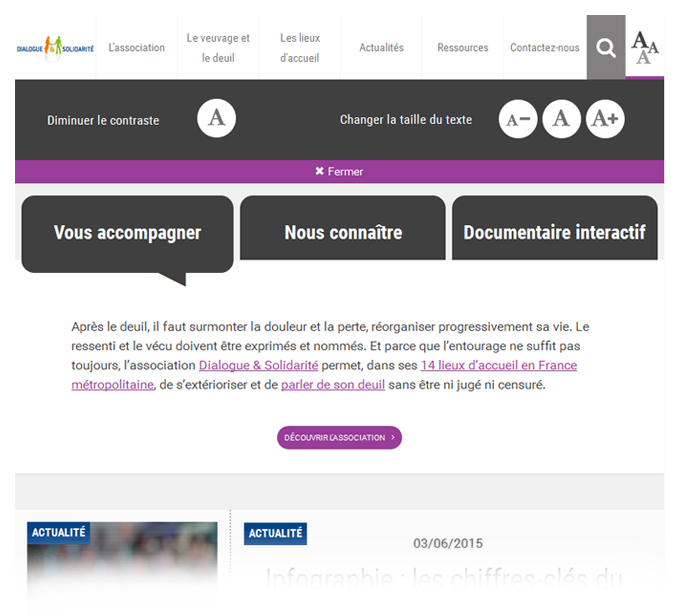 DIALOGUE & SOLIDARITÉ
L'association
Le veuvage et
le deuil
Les lieux
d'accueil
Actualités
Ressources
Contactez-nous
A A A
Diminuer le contraste
A
Changer la taille du texte
A−
A
A+
✖ Fermer
Vous accompagner
Nous connaître
Documentaire interactif
Après le deuil, il faut surmonter la douleur et la perte, réorganiser progressivement sa vie. Le
ressenti et le vécu doivent être exprimés et nommés. Et parce que l'entourage ne suffit pas
toujours, l'association Dialogue & Solidarité permet, dans ses 14 lieux d'accueil en France
métropolitaine, de s'extérioriser et de parler de son deuil sans être ni jugé ni censuré.
DÉCOUVRIR L'ASSOCIATION >
ACTUALITÉ
ACTUALITÉ
03/06/2015
Infographie : les chiffres-clés du